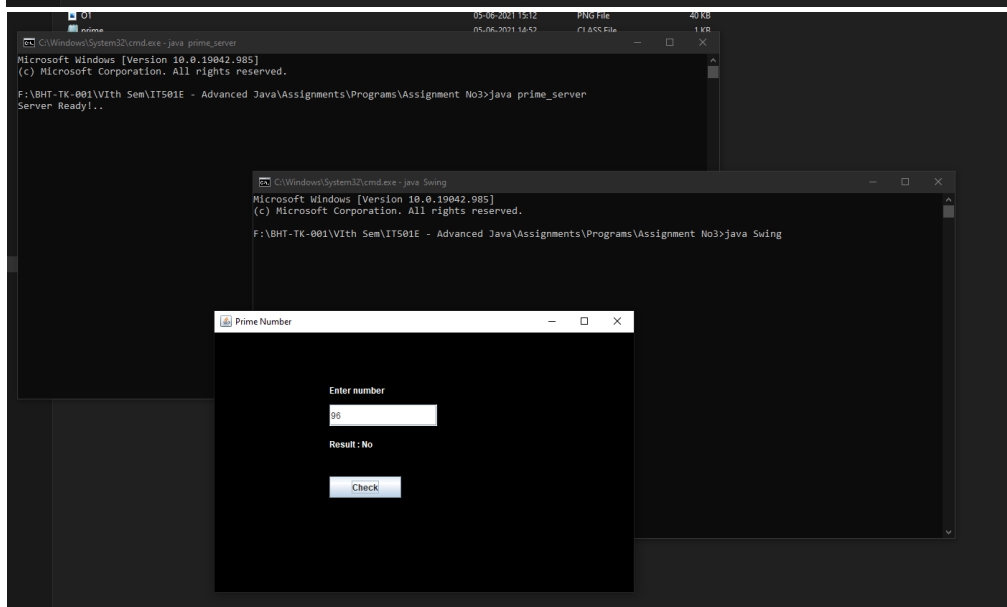 O1 05-06-2021 15:12 PNG File 40 KB
prime 05-06-2021 14:52 CLASS File 1 KB
C:\Windows\System32\cmd.exe - java prime_server
Microsoft Windows [Version 10.0.19042.985]
(c) Microsoft Corporation. All rights reserved.
F:\BHT-TK-001\VIth Sem\IT501E - Advanced Java\Assignments\Programs\Assignment No3>java prime_server
Server Ready!..
C:\Windows\System32\cmd.exe - java Swing
Microsoft Windows [Version 10.0.19042.985]
(c) Microsoft Corporation. All rights reserved.
F:\BHT-TK-001\VIth Sem\IT501E - Advanced Java\Assignments\Programs\Assignment No3>java Swing
Prime Number
Enter number
96
Result : No
Check